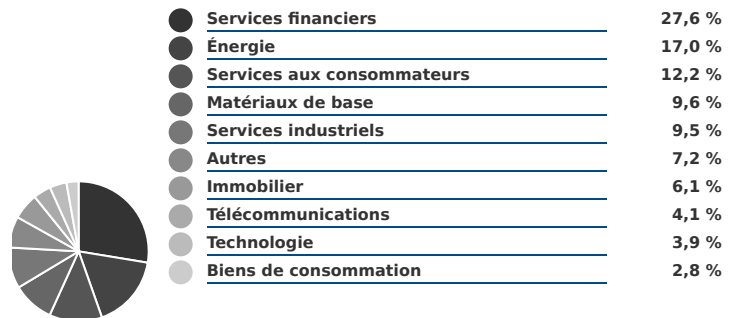 Services financiers 27,6 %
Énergie 17,0 %
Services aux consommateurs 12,2 %
Matériaux de base 9,6 %
Services industriels 9,5 %
Autres 7,2 %
Immobilier 6,1 %
Télécommunications 4,1 %
Technologie 3,9 %
Biens de consommation 2,8 %